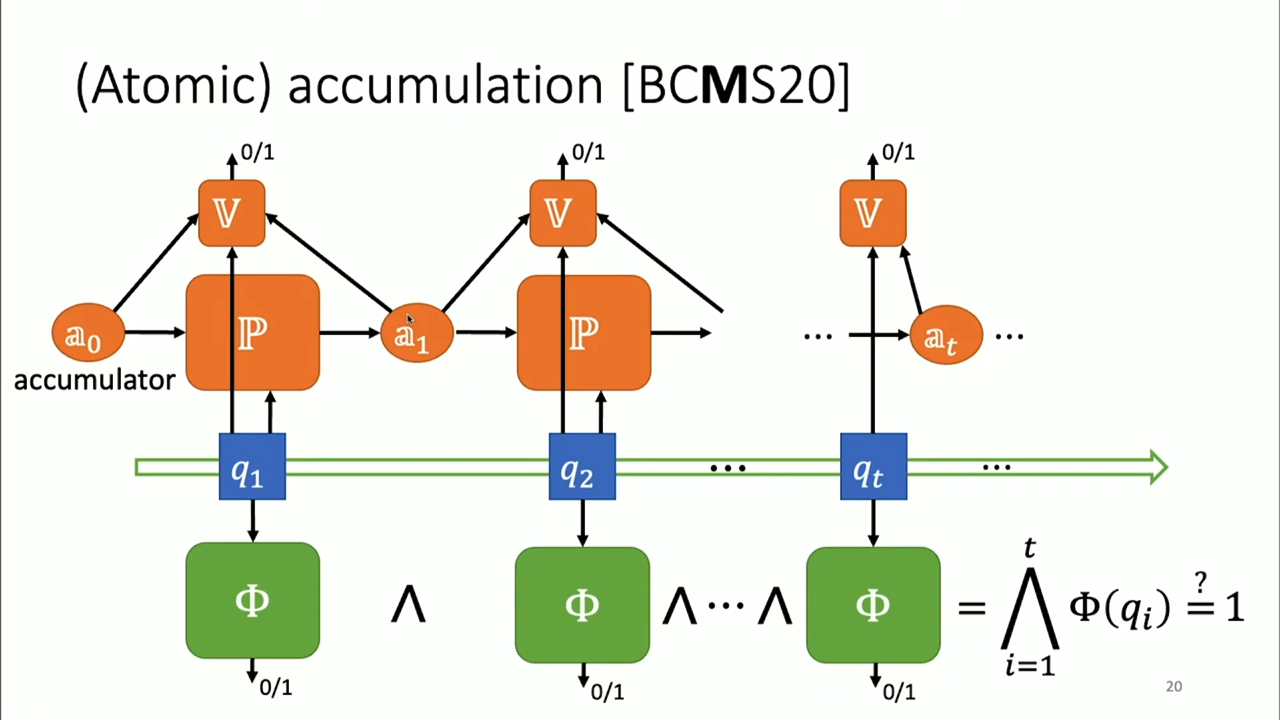 (Atomic) accumulation [BCMS20]
0/1 0/1 0/1
𝕍 𝕍 𝕍
𝕒₀ ℙ 𝕒₁ ℙ ... 𝕒ₜ ...
accumulator
q₁ q₂ ... qₜ ...
Φ ∧ Φ ∧ ⋯ ∧ Φ = ⋀ᵗᵢ₌₁ Φ(qᵢ) ≟ 1
0/1 0/1 0/1
20